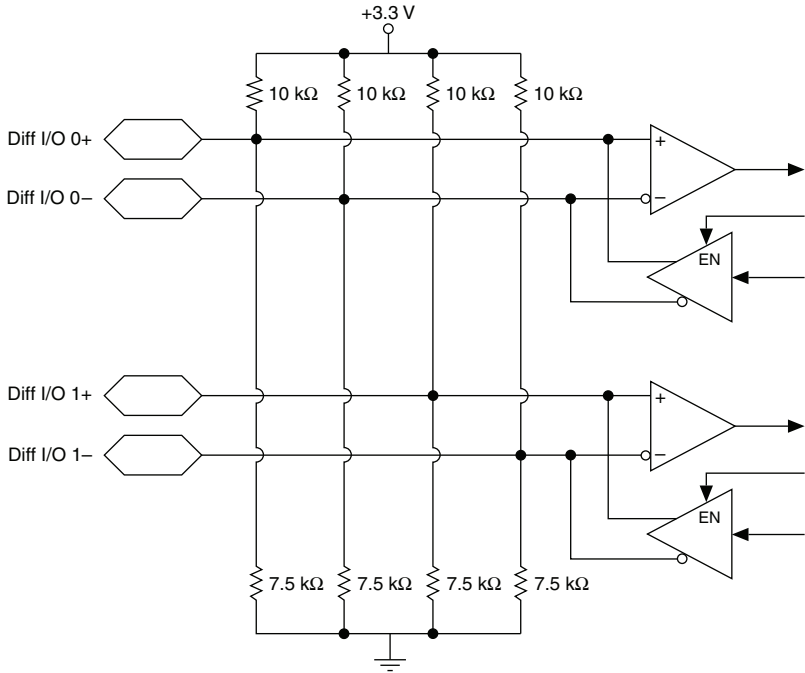 +3.3 V
10 kΩ 10 kΩ 10 kΩ 10 kΩ
Diff I/O 0+
+
Diff I/O 0–
–
EN
Diff I/O 1+
+
Diff I/O 1–
–
EN
7.5 kΩ 7.5 kΩ 7.5 kΩ 7.5 kΩ